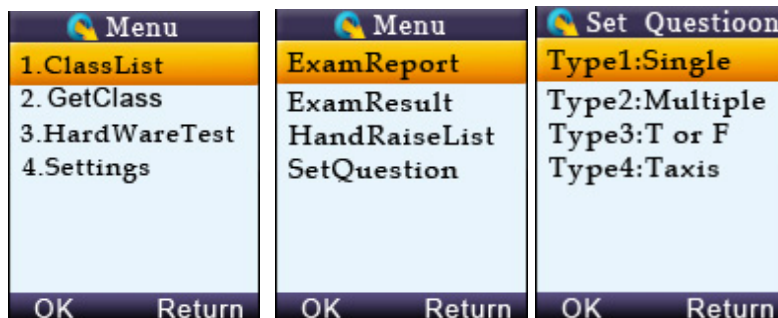 Menu
1.ClassList
2. GetClass
3.HardWareTest
4.Settings
OK Return
Menu
ExamReport
ExamResult
HandRaiseList
SetQuestion
OK Return
Set Questioon
Type1:Single
Type2:Multiple
Type3:T or F
Type4:Taxis
OK Return